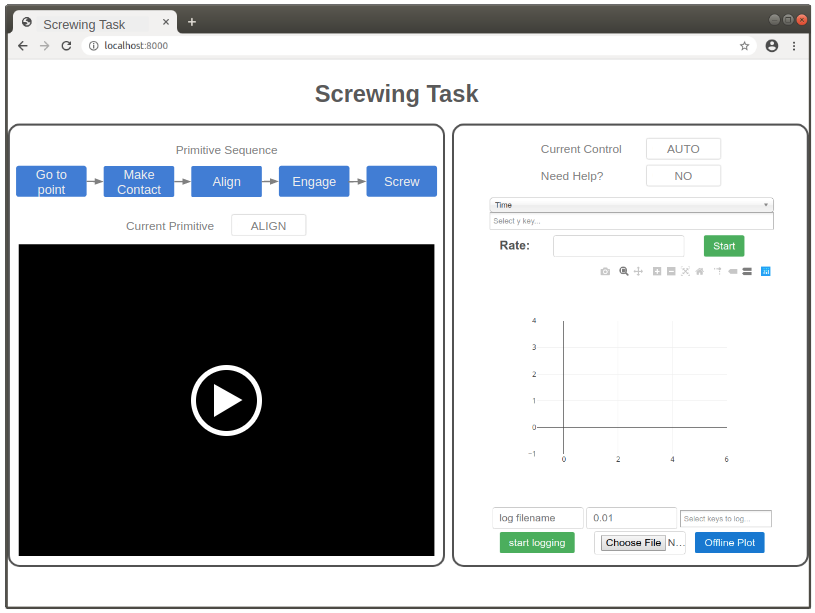 Screwing Task
localhost:8000
Screwing Task
Primitive Sequence
Go to
point
Make
Contact
Align
Engage
Screw
Current Primitive
ALIGN
Current Control
AUTO
Need Help?
NO
Time
Select y key...
Rate:
Start
4
3
2
1
0
−1
0
2
4
6
log filename
0.01
Select keys to log...
start logging
Choose File
N...
Offline Plot